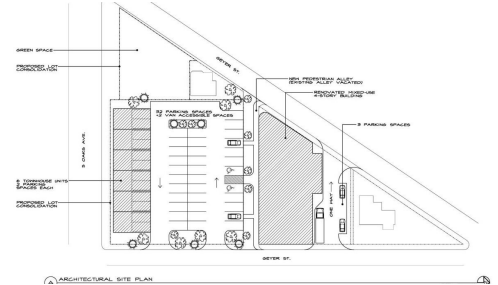 GREEN SPACE
PROPOSED LOT
CONSOLIDATION
GEYER ST.
NEW PEDESTRIAN ALLEY
(EXISTING ALLEY VACATED)
RENOVATED MIXED-USE
4-STORY BUILDING
32 PARKING SPACES
+2 VAN ACCESSIBLE SPACES
9 PARKING SPACES
S OAKS AVE.
6 TOWNHOUSE UNITS
2 PARKING
SPACES EACH
ONE WAY
PROPOSED LOT
CONSOLIDATION
GEYER ST.
ARCHITECTURAL SITE PLAN